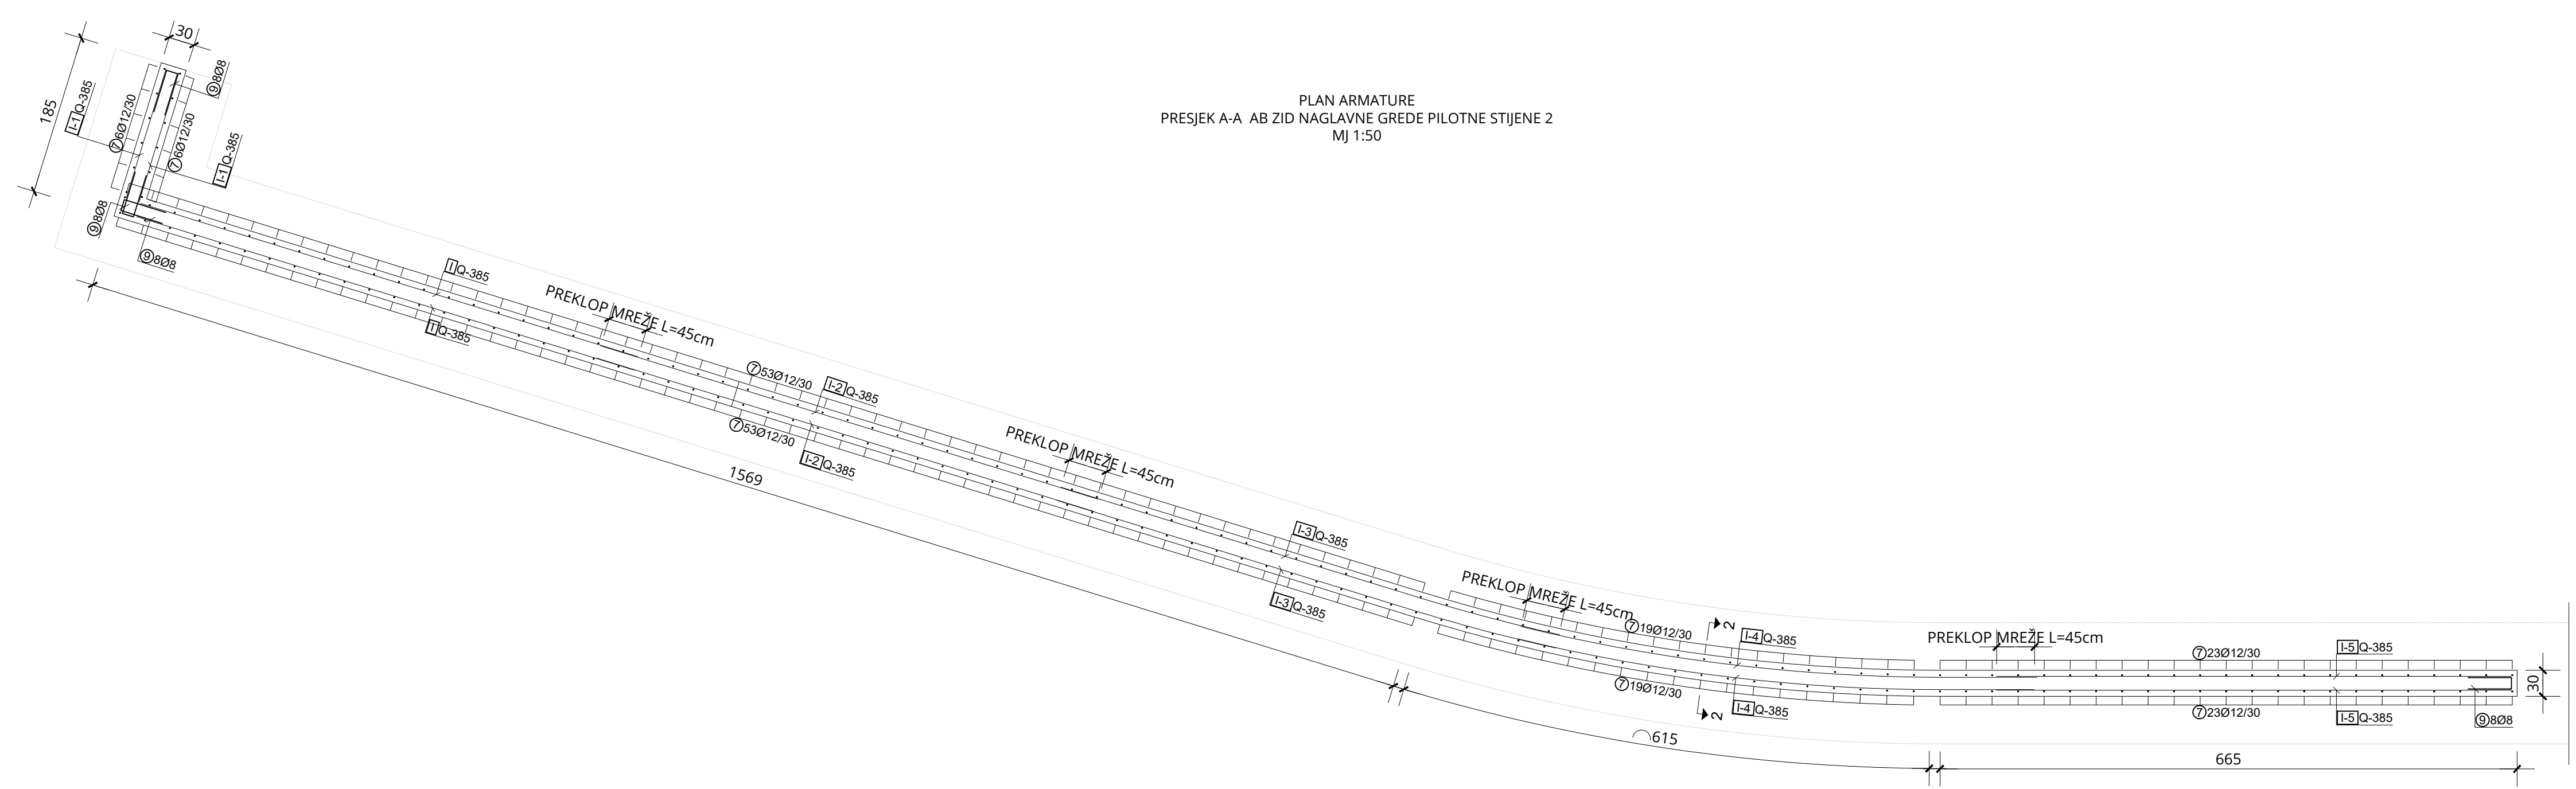 PLAN ARMATURE
PRESJEK A-A  AB ZID NAGLAVNE GREDE PILOTNE STIJENE 2
MJ 1:50
30
185
I-1 Q-385
7 6Ø12/30
9 8Ø8
7 6Ø12/30
I-1 Q-385
9 8Ø8
9 8Ø8
I Q-385
I Q-385
PREKLOP MREŽE L=45cm
7 53Ø12/30
I-2 Q-385
7 53Ø12/30
I-2 Q-385
1569
PREKLOP MREŽE L=45cm
I-3 Q-385
I-3 Q-385
PREKLOP MREŽE L=45cm
7 19Ø12/30
2
I-4 Q-385
7 19Ø12/30
2
I-4 Q-385
615
PREKLOP MREŽE L=45cm
7 23Ø12/30
I-5 Q-385
30
7 23Ø12/30
I-5 Q-385
9 8Ø8
665